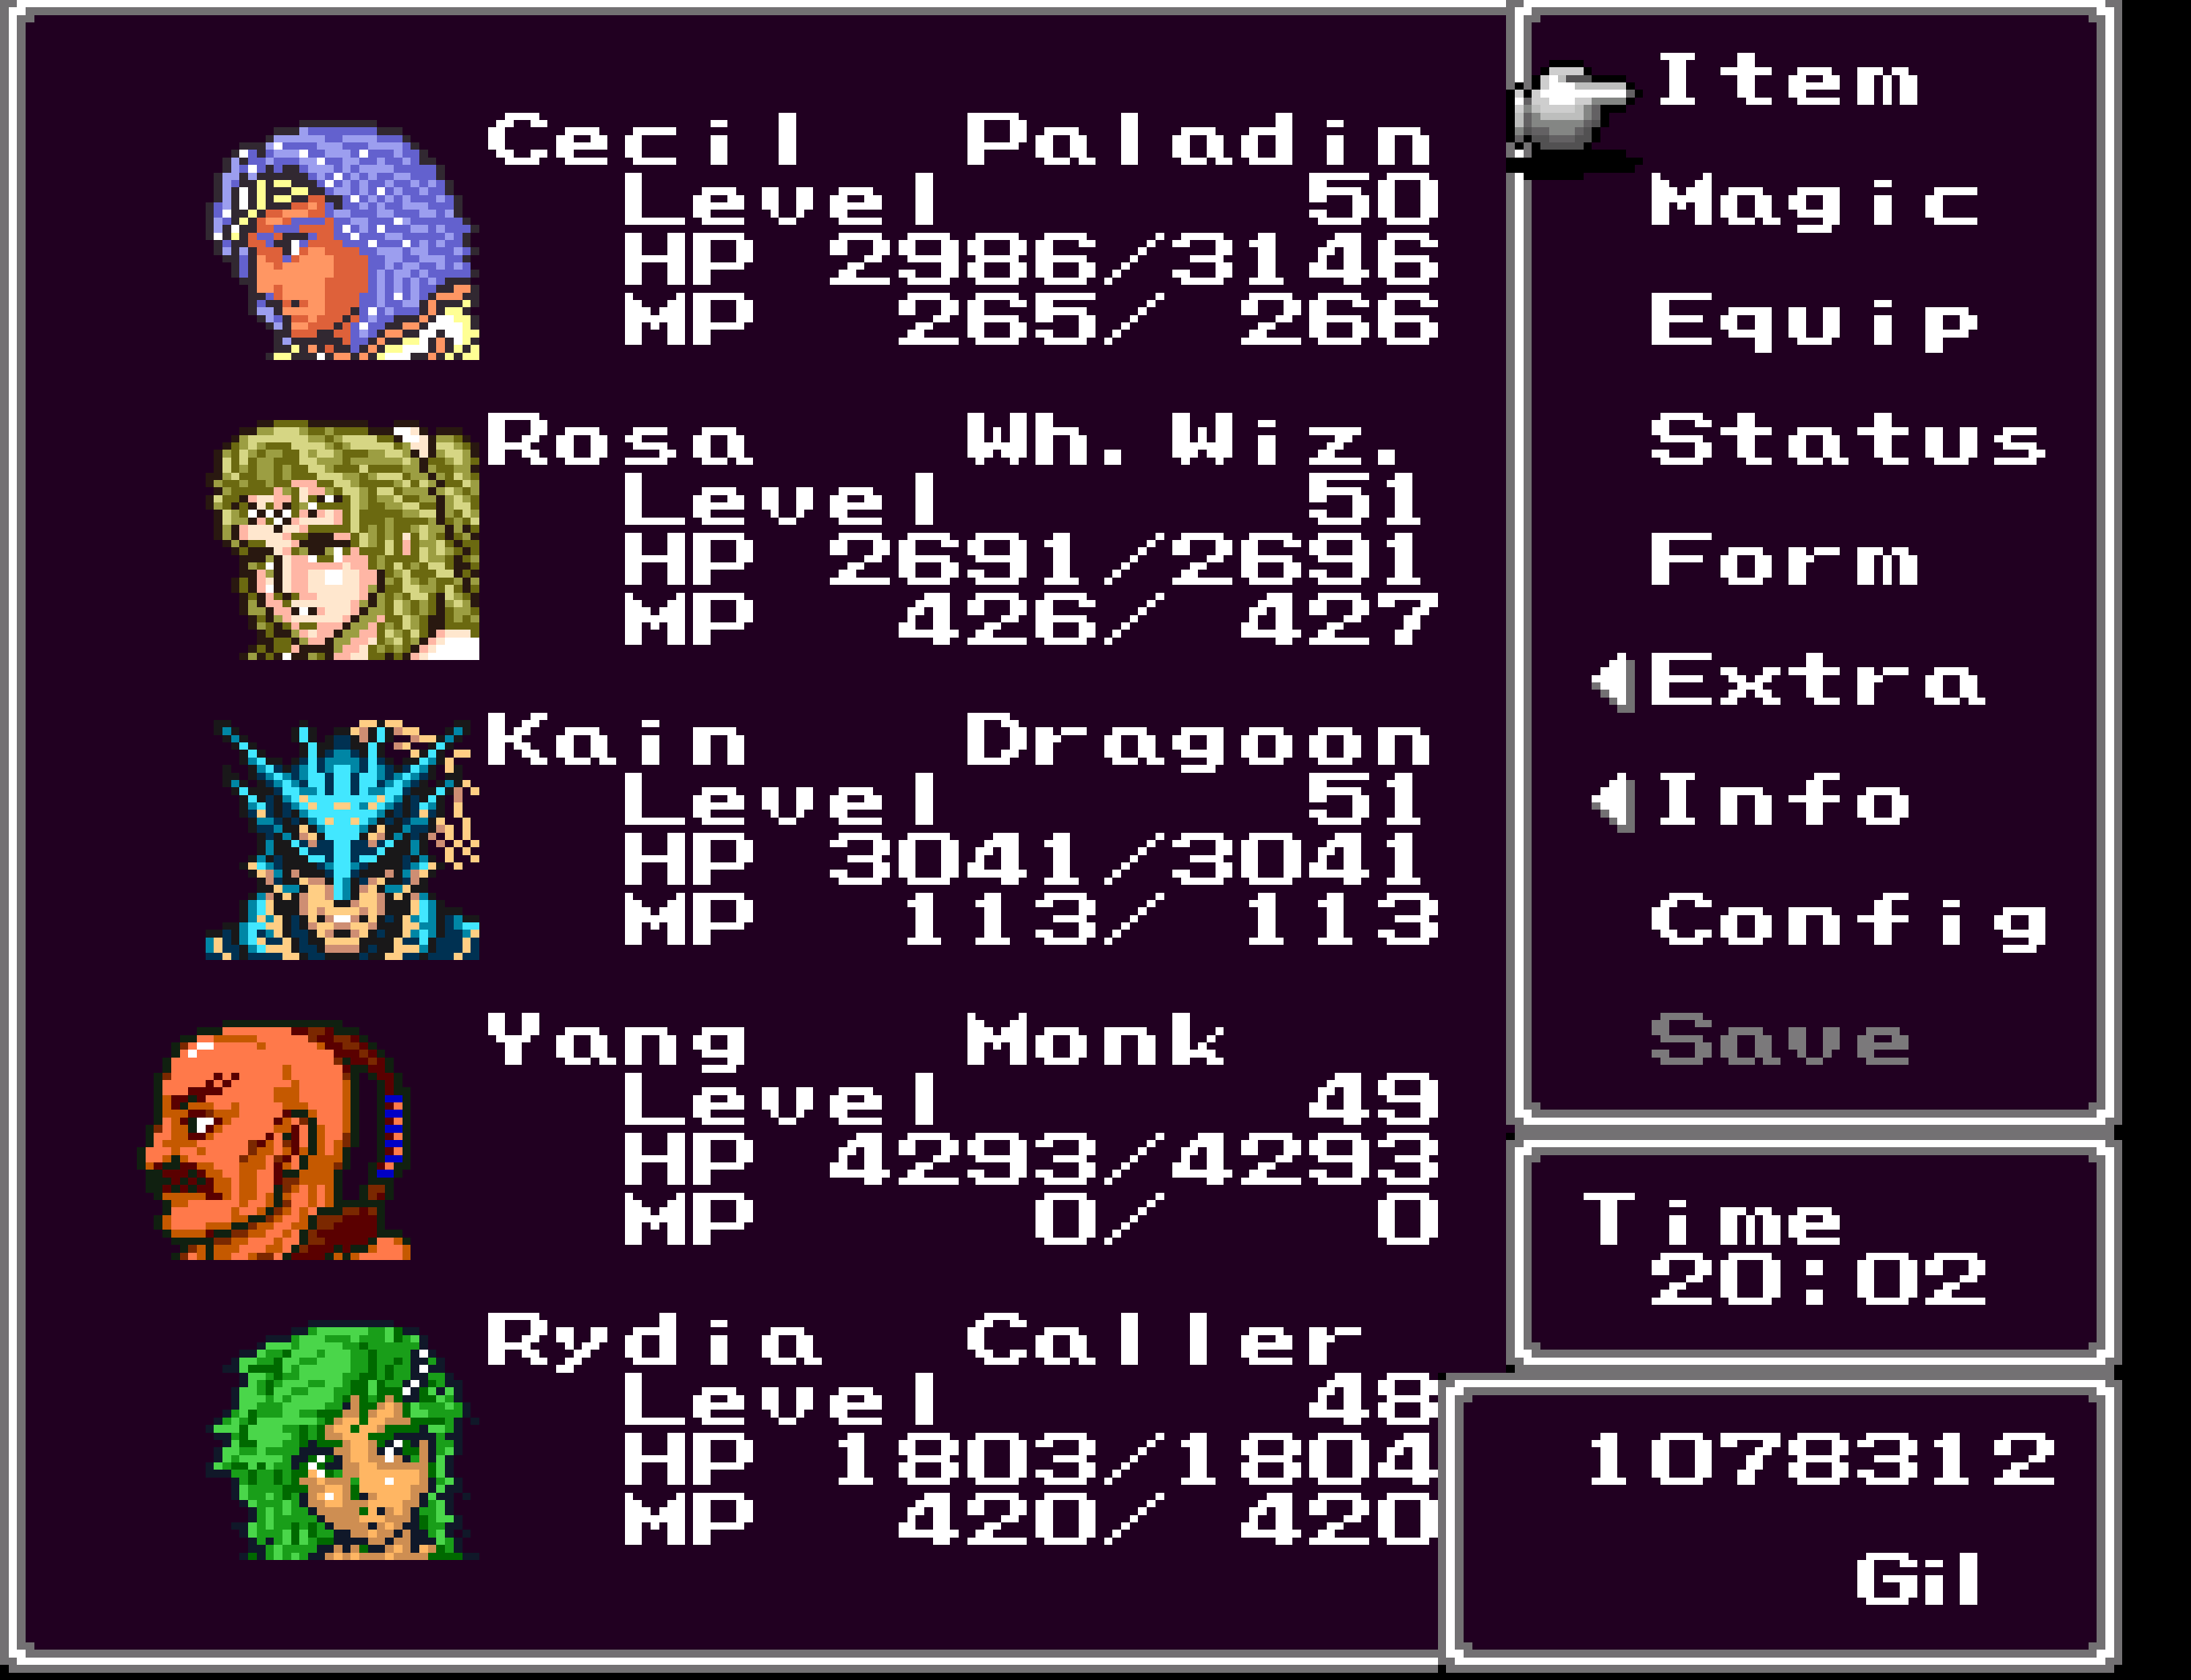 Cecil Paladin
Level 50
HP 2986/3146
MP 265/ 266
Rosa Wh.Wiz.
Level 51
HP 2691/2691
MP 426/ 427
Kain Dragoon
Level 51
HP 3041/3041
MP 113/ 113
Yang Monk
Level 49
HP 4293/4293
MP 0/ 0
Rydia Caller
Level 48
HP 1803/1804
MP 420/ 420
Item
Magic
Equip
Status
Form
Extra
Info
Config
Save
Time
20:02
1078312
Gil